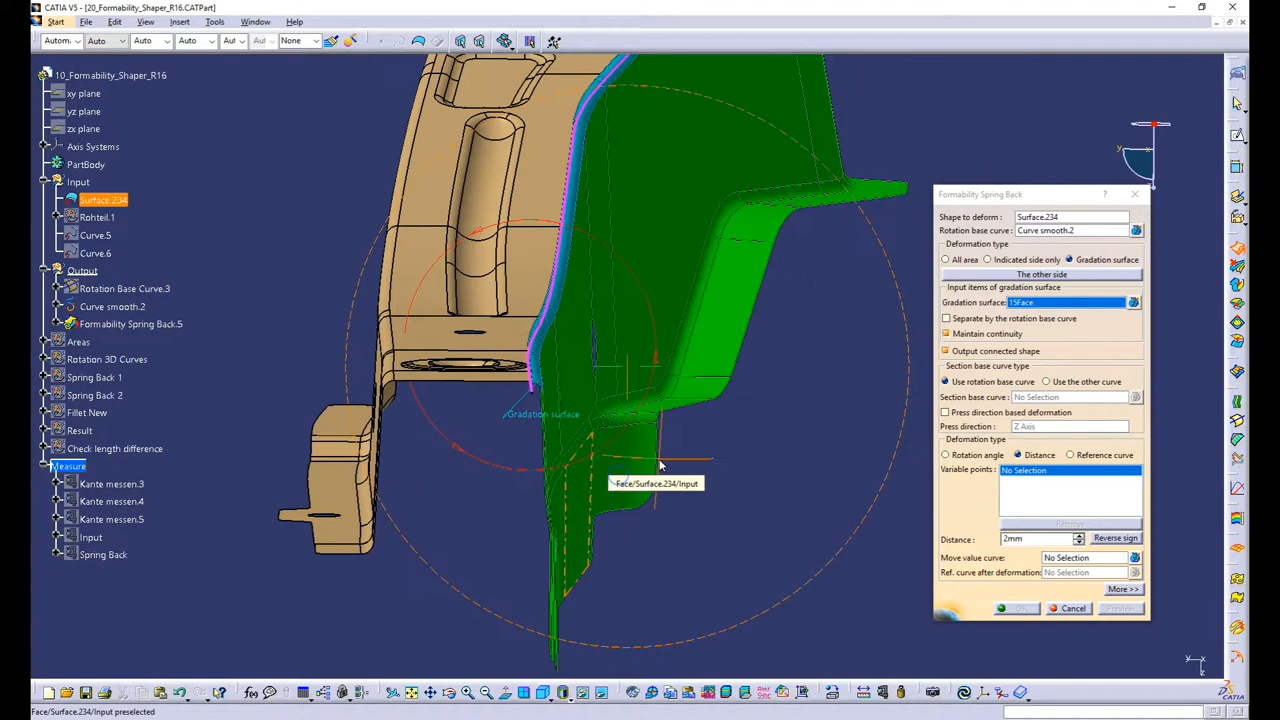 CATIA V5 - [20_Formability_Shaper_R16.CATPart]
Start File Edit View Insert Tools Window Help
Automa Auto Auto Auto Aut Aut None
10_Formability_Shaper_R16
xy plane
yz plane
zx plane
Axis Systems
PartBody
Input
Surface.234
Rohteil.1
Curve.5
Curve.6
Output
Rotation Base Curve.3
Curve smooth.2
Formability Spring Back.5
Areas
Rotation 3D Curves
Spring Back 1
Spring Back 2
Fillet New
Result
Check length difference
Measure
Kante messen.3
Kante messen.4
Kante messen.5
Input
Spring Back
Gradation surface
Face/Surface.234/Input
y
x
Formability Spring Back ?
Shape to deform : Surface.234
Rotation base curve : Curve smooth.2
Deformation type
All area Indicated side only Gradation surface
The other side
Input items of gradation surface
Gradation surface: 15Face
Separate by the rotation base curve
Maintain continuity
Output connected shape
Section base curve type
Use rotation base curve Use the other curve
Section base curve: No Selection
Press direction based deformation
Press direction : Z Axis
Deformation type
Rotation angle Distance Reference curve
Variable points: No Selection
Remove
Distance : 2mm Reverse sign
Move value curve: No Selection
Ref. curve after deformation: No Selection
More >>
OK Cancel Preview
y x
z
Face/Surface.234/Input preselected